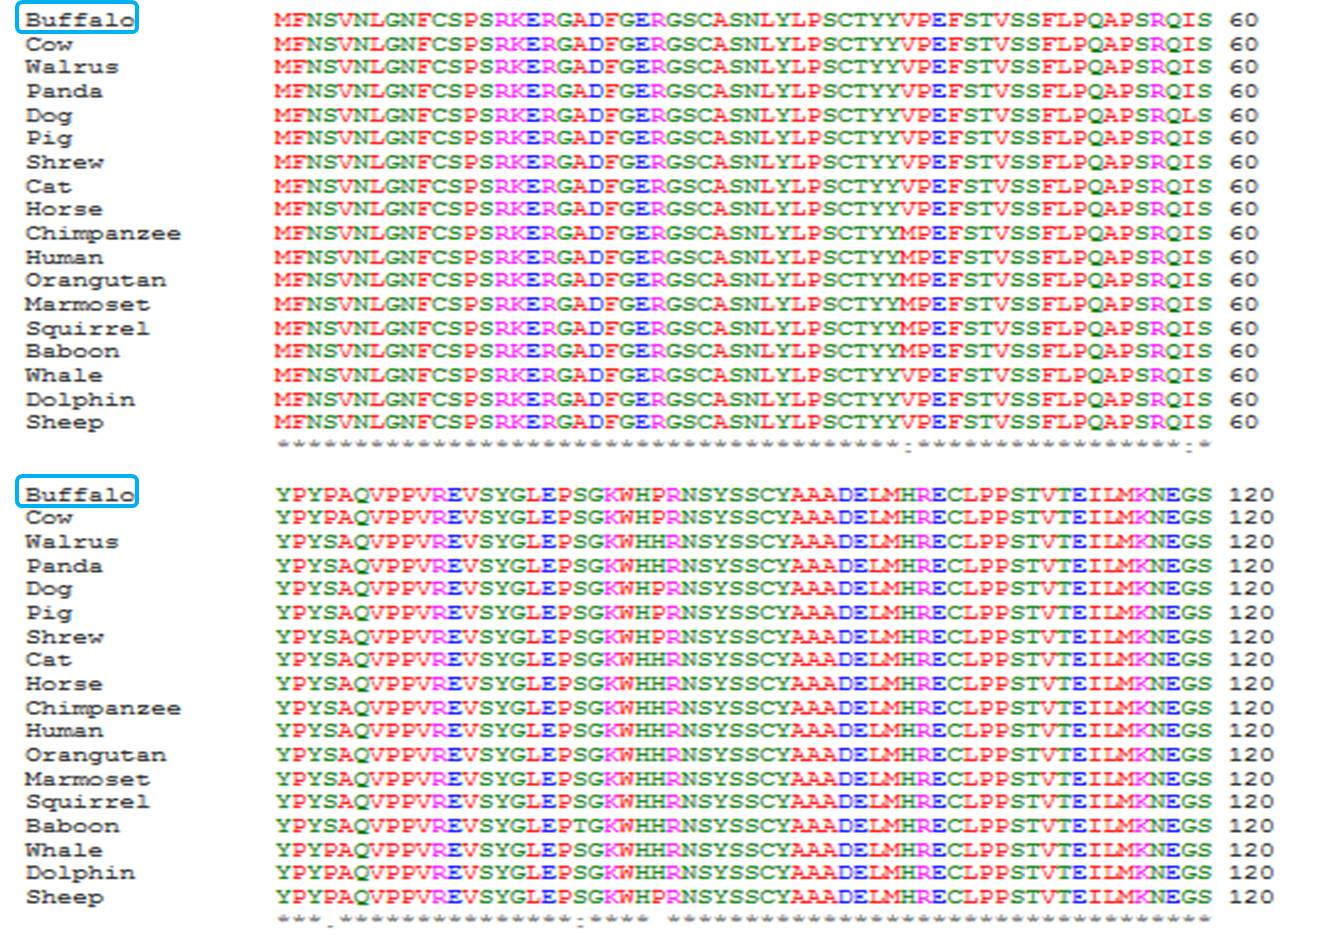 Buffalo MFNSVNLGNFCSPSRKERGADFGERGSCASNLYLPSCTYYVPEFSTVSSFLPQAPSRQIS 60
Cow MFNSVNLGNFCSPSRKERGADFGERGSCASNLYLPSCTYYVPEFSTVSSFLPQAPSRQIS 60
Walrus MFNSVNLGNFCSPSRKERGADFGERGSCASNLYLPSCTYYVPEFSTVSSFLPQAPSRQIS 60
Panda MFNSVNLGNFCSPSRKERGADFGERGSCASNLYLPSCTYYVPEFSTVSSFLPQAPSRQIS 60
Dog MFNSVNLGNFCSPSRKERGADFGERGSCASNLYLPSCTYYVPEFSTVSSFLPQAPSRQLS 60
Pig MFNSVNLGNFCSPSRKERGADFGERGSCASNLYLPSCTYYVPEFSTVSSFLPQAPSRQIS 60
Shrew MFNSVNLGNFCSPSRKERGADFGERGSCASNLYLPSCTYYVPEFSTVSSFLPQAPSRQIS 60
Cat MFNSVNLGNFCSPSRKERGADFGERGSCASNLYLPSCTYYVPEFSTVSSFLPQAPSRQIS 60
Horse MFNSVNLGNFCSPSRKERGADFGERGSCASNLYLPSCTYYVPEFSTVSSFLPQAPSRQIS 60
Chimpanzee MFNSVNLGNFCSPSRKERGADFGERGSCASNLYLPSCTYYMPEFSTVSSFLPQAPSRQIS 60
Human MFNSVNLGNFCSPSRKERGADFGERGSCASNLYLPSCTYYMPEFSTVSSFLPQAPSRQIS 60
Orangutan MFNSVNLGNFCSPSRKERGADFGERGSCASNLYLPSCTYYMPEFSTVSSFLPQAPSRQIS 60
Marmoset MFNSVNLGNFCSPSRKERGADFGERGSCASNLYLPSCTYYMPEFSTVSSFLPQAPSRQIS 60
Squirrel MFNSVNLGNFCSPSRKERGADFGERGSCASNLYLPSCTYYMPEFSTVSSFLPQAPSRQIS 60
Baboon MFNSVNLGNFCSPSRKERGADFGERGSCASNLYLPSCTYYMPEFSTVSSFLPQAPSRQIS 60
Whale MFNSVNLGNFCSPSRKERGADFGERGSCASNLYLPSCTYYVPEFSTVSSFLPQAPSRQIS 60
Dolphin MFNSVNLGNFCSPSRKERGADFGERGSCASNLYLPSCTYYVPEFSTVSSFLPQAPSRQIS 60
Sheep MFNSVNLGNFCSPSRKERGADFGERGSCASNLYLPSCTYYVPEFSTVSSFLPQAPSRQIS 60
****************************************:*****************:*
Buffalo YPYPAQVPPVREVSYGLEPSGKWHPRNSYSSCYAAADELMHRECLPPSTVTEILMKNEGS 120
Cow YPYPAQVPPVREVSYGLEPSGKWHPRNSYSSCYAAADELMHRECLPPSTVTEILMKNEGS 120
Walrus YPYSAQVPPVREVSYGLEPSGKWHHRNSYSSCYAAADELMHRECLPPSTVTEILMKNEGS 120
Panda YPYSAQVPPVREVSYGLEPSGKWHHRNSYSSCYAAADELMHRECLPPSTVTEILMKNEGS 120
Dog YPYSAQVPPVREVSYGLEPSGKWHPRNSYSSCYAAADELMHRECLPPSTVTEILMKNEGS 120
Pig YPYSAQVPPVREVSYGLEPSGKWHPRNSYSSCYAAADELMHRECLPPSTVTEILMKNEGS 120
Shrew YPYSAQVPPVREVSYGLEPSGKWHPRNSYSSCYAAADELMHRECLPPSTVTEILMKNEGS 120
Cat YPYSAQVPPVREVSYGLEPSGKWHHRNSYSSCYAAADELMHRECLPPSTVTEILMKNEGS 120
Horse YPYSAQVPPVREVSYGLEPSGKWHHRNSYSSCYAAADELMHRECLPPSTVTEILMKNEGS 120
Chimpanzee YPYSAQVPPVREVSYGLEPSGKWHHRNSYSSCYAAADELMHRECLPPSTVTEILMKNEGS 120
Human YPYSAQVPPVREVSYGLEPSGKWHHRNSYSSCYAAADELMHRECLPPSTVTEILMKNEGS 120
Orangutan YPYSAQVPPVREVSYGLEPSGKWHHRNSYSSCYAAADELMHRECLPPSTVTEILMKNEGS 120
Marmoset YPYSAQVPPVREVSYGLEPSGKWHHRNSYSSCYAAADELMHRECLPPSTVTEILMKNEGS 120
Squirrel YPYSAQVPPVREVSYGLEPSGKWHHRNSYSSCYAAADELMHRECLPPSTVTEILMKNEGS 120
Baboon YPYSAQVPPVREVSYGLEPTGKWHHRNSYSSCYAAADELMHRECLPPSTVTEILMKNEGS 120
Whale YPYPAQVPPVREVSYGLEPSGKWHHRNSYSSCYAAADELMHRECLPPSTVTEILMKNEGS 120
Dolphin YPYPAQVPPVREVSYGLEPSGKWHHRNSYSSCYAAADELMHRECLPPSTVTEILMKNEGS 120
Sheep YPYPAQVPPVREVSYGLEPSGKWHPRNSYSSCYAAADELMHRECLPPSTVTEILMKNEGS 120
***.***************:**** ***********************************